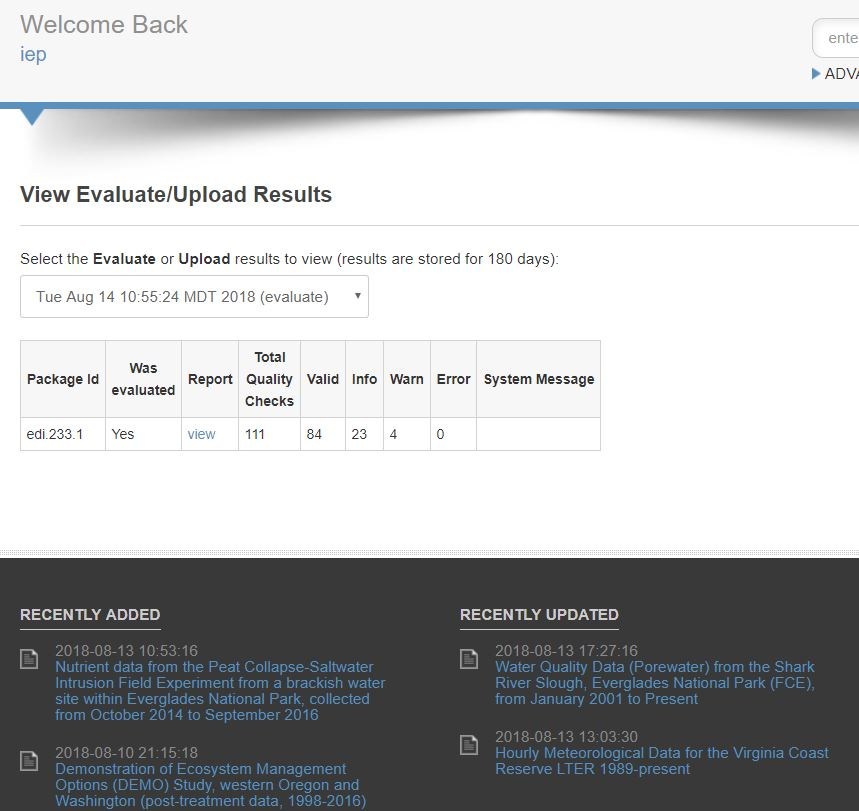 Welcome Back
iep
ente
ADVA
View Evaluate/Upload Results
Select the Evaluate or Upload results to view (results are stored for 180 days):
Tue Aug 14 10:55:24 MDT 2018 (evaluate)
Package Id Was evaluated Report Total Quality Checks Valid Info Warn Error System Message
edi.233.1 Yes view 111 84 23 4 0
RECENTLY ADDED
2018-08-13 10:53:16
Nutrient data from the Peat Collapse-Saltwater
Intrusion Field Experiment from a brackish water
site within Everglades National Park, collected
from October 2014 to September 2016
2018-08-10 21:15:18
Demonstration of Ecosystem Management
Options (DEMO) Study, western Oregon and
Washington (post-treatment data, 1998-2016)
RECENTLY UPDATED
2018-08-13 17:27:16
Water Quality Data (Porewater) from the Shark
River Slough, Everglades National Park (FCE),
from January 2001 to Present
2018-08-13 13:03:30
Hourly Meteorological Data for the Virginia Coast
Reserve LTER 1989-present